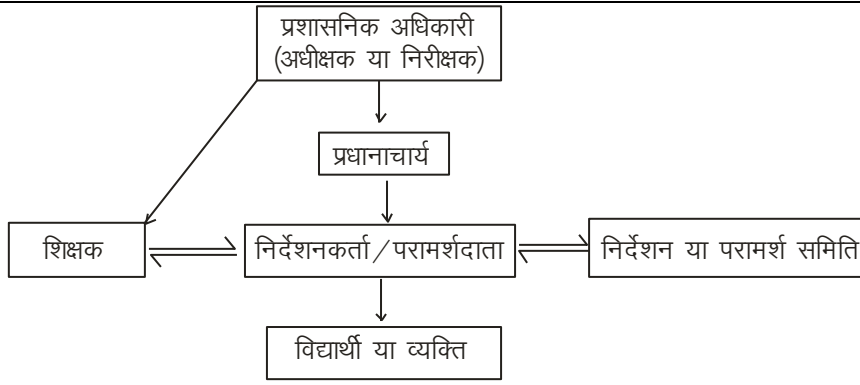 प्रशासनिक अधिकारी
(अधीक्षक या निरीक्षक)
प्रधानाचार्य
शिक्षक
निर्देशनकर्ता/परामर्शदाता
निर्देशन या परामर्श समिति
विद्यार्थी या व्यक्ति